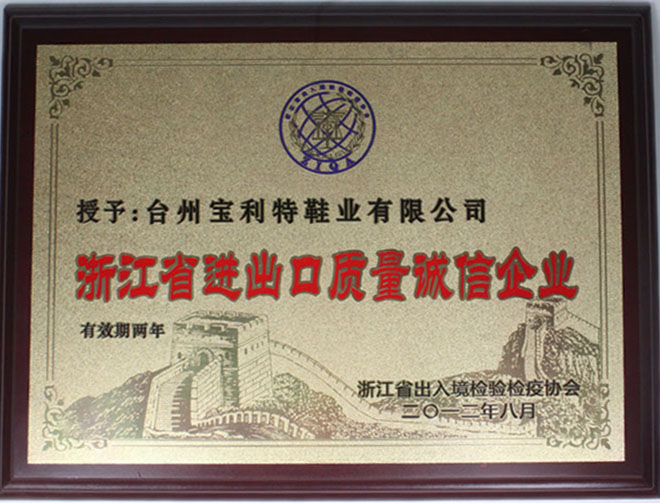 ZIQA
授予:台州宝利特鞋业有限公司
浙江省进出口质量诚信企业
有效期两年
浙江省出入境检验检疫协会
二〇一二年八月